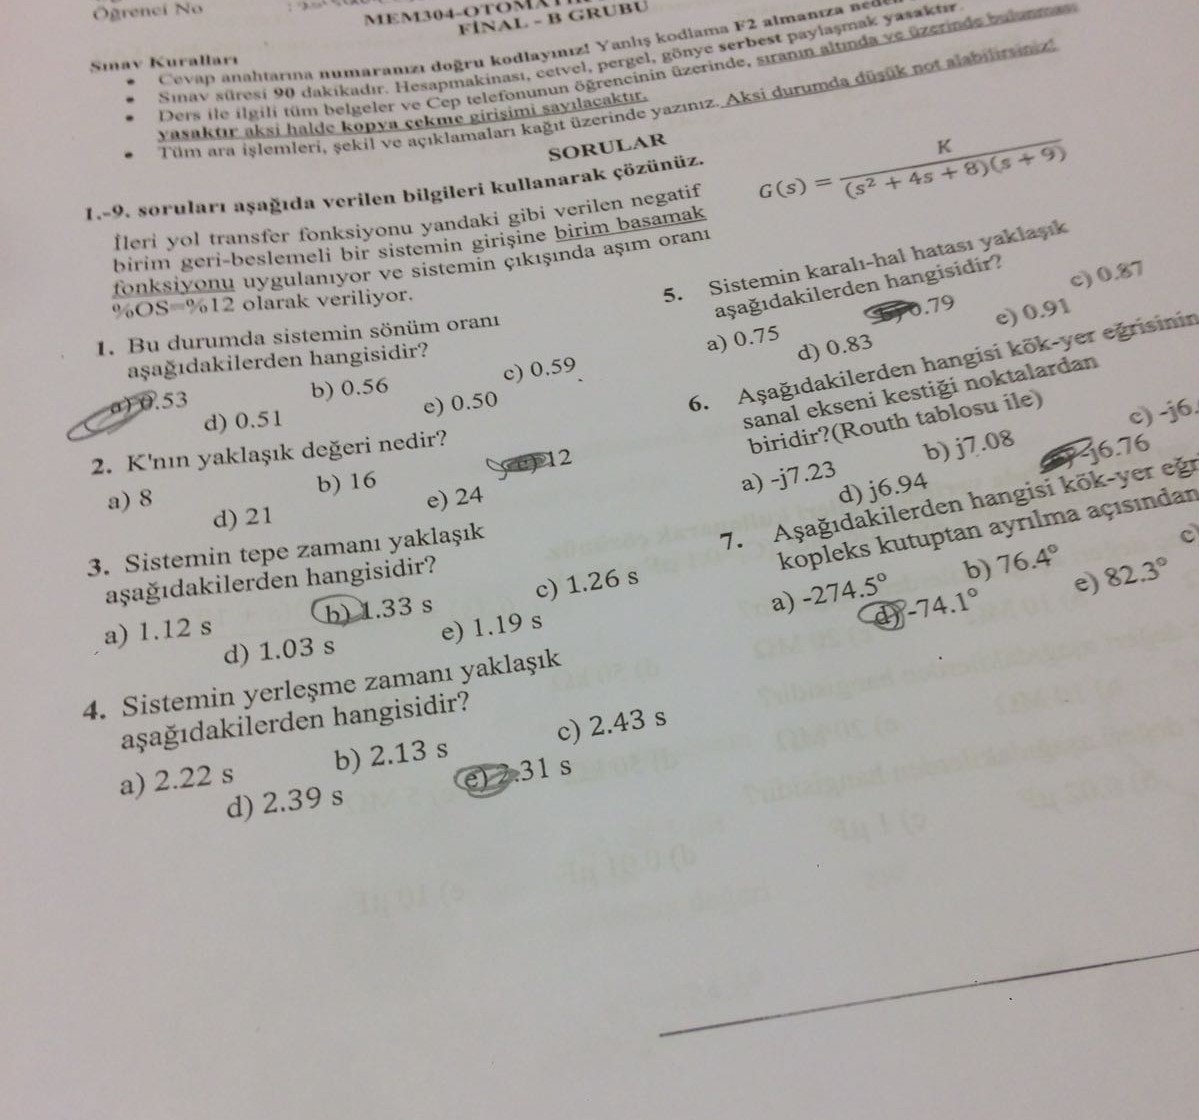 Öğrenci No
MEM304-OTOMATİK
FİNAL - B GRUBU
Sınav Kuralları
• Cevap anahtarına numaranızı doğru kodlayınız! Yanlış kodlama F2 almanıza
• Sınav süresi 90 dakikadır. Hesapmakinası, cetvel, pergel, gönye serbest paylaşmak yasaktır.
• Ders ile ilgili tüm belgeler ve Cep telefonunun öğrencinin üzerinde, sıranın altında ve üzerinde bulunması
yasaktır aksi halde kopya çekme girişimi sayılacaktır.
• Tüm ara işlemleri, şekil ve açıklamaları kağıt üzerinde yazınız. Aksi durumda düşük not alabilirsiniz!
SORULAR
1.-9. soruları aşağıda verilen bilgileri kullanarak çözünüz.
İleri yol transfer fonksiyonu yandaki gibi verilen negatif
birim geri-beslemeli bir sistemin girişine birim basamak
fonksiyonu uygulanıyor ve sistemin çıkışında aşım oranı
%OS=%12 olarak veriliyor.
G(s) = K / (s² + 4s + 8)(s + 9)
1. Bu durumda sistemin sönüm oranı
aşağıdakilerden hangisidir?
a) 0.53 b) 0.56 c) 0.59
d) 0.51 e) 0.50
2. K'nın yaklaşık değeri nedir?
a) 8 b) 16 c) 12
d) 21 e) 24
3. Sistemin tepe zamanı yaklaşık
aşağıdakilerden hangisidir?
a) 1.12 s b) 1.33 s c) 1.26 s
d) 1.03 s e) 1.19 s
4. Sistemin yerleşme zamanı yaklaşık
aşağıdakilerden hangisidir?
a) 2.22 s b) 2.13 s c) 2.43 s
d) 2.39 s e) 2.31 s
5. Sistemin karalı-hal hatası yaklaşık
aşağıdakilerden hangisidir?
a) 0.75 b) 0.79 c) 0.87
d) 0.83 e) 0.91
6. Aşağıdakilerden hangisi kök-yer eğrisinin
sanal ekseni kestiği noktalardan
biridir?(Routh tablosu ile)
a) -j7.23 b) j7.08 c) -j6.
d) j6.94 -j6.76
7. Aşağıdakilerden hangisi kök-yer eğr
kopleks kutuptan ayrılma açısından
a) -274.5° b) 76.4° c)
d) -74.1° e) 82.3°